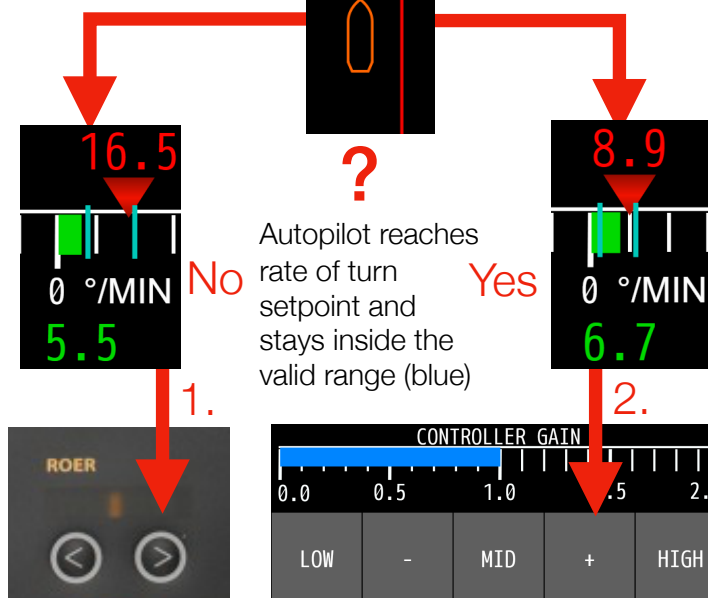 ?
16.5
8.9
Autopilot reaches
rate of turn
setpoint and
stays inside the
valid range (blue)
No
Yes
0 °/MIN
5.5
0 °/MIN
6.7
1.
2.
ROER
< >
CONTROLLER GAIN
0.0 0.5 1.0 .5 2.
LOW - MID + HIGH